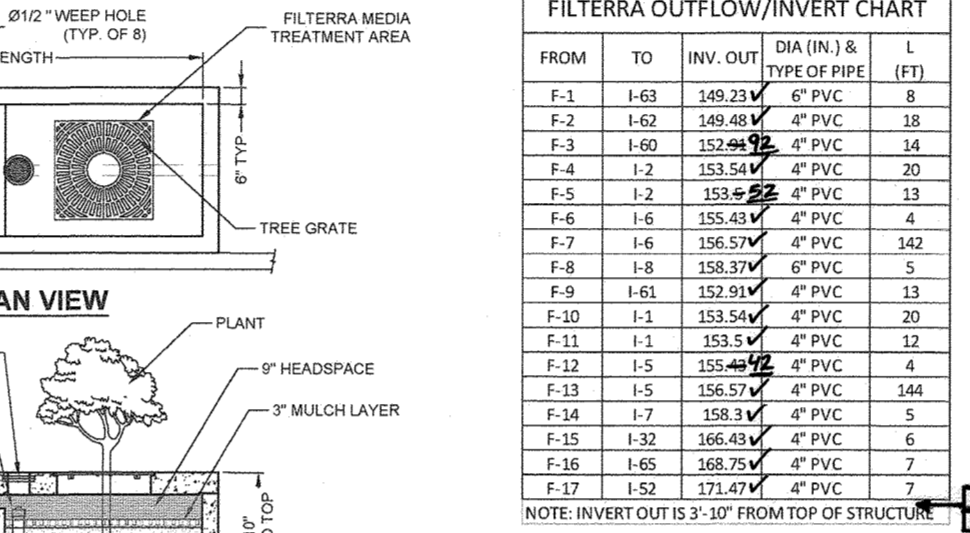 Ø1/2 " WEEP HOLE
(TYP. OF 8)
FILTERRA MEDIA
TREATMENT AREA
ENGTH
6" TYP
TREE GRATE
AN VIEW
PLANT
9" HEADSPACE
3" MULCH LAYER
10"
O TOP
FILTERRA OUTFLOW/INVERT CHART
FROM TO INV. OUT DIA (IN.) & TYPE OF PIPE L (FT)
F-1 I-63 149.23 ✓ 6" PVC 8
F-2 I-62 149.48 ✓ 4" PVC 18
F-3 I-60 152.91 92 4" PVC 14
F-4 I-2 153.54 ✓ 4" PVC 20
F-5 I-2 153.5 52 4" PVC 13
F-6 I-6 155.43 ✓ 4" PVC 4
F-7 I-6 156.57 ✓ 4" PVC 142
F-8 I-8 158.37 ✓ 6" PVC 5
F-9 I-61 152.91 ✓ 4" PVC 13
F-10 I-1 153.54 ✓ 4" PVC 20
F-11 I-1 153.5 ✓ 4" PVC 12
F-12 I-5 155.43 42 4" PVC 4
F-13 I-5 156.57 ✓ 4" PVC 144
F-14 I-7 158.3 ✓ 4" PVC 5
F-15 I-32 166.43 ✓ 4" PVC 6
F-16 I-65 168.75 ✓ 4" PVC 7
F-17 I-52 171.47 ✓ 4" PVC 7
NOTE: INVERT OUT IS 3'-10" FROM TOP OF STRUCTURE